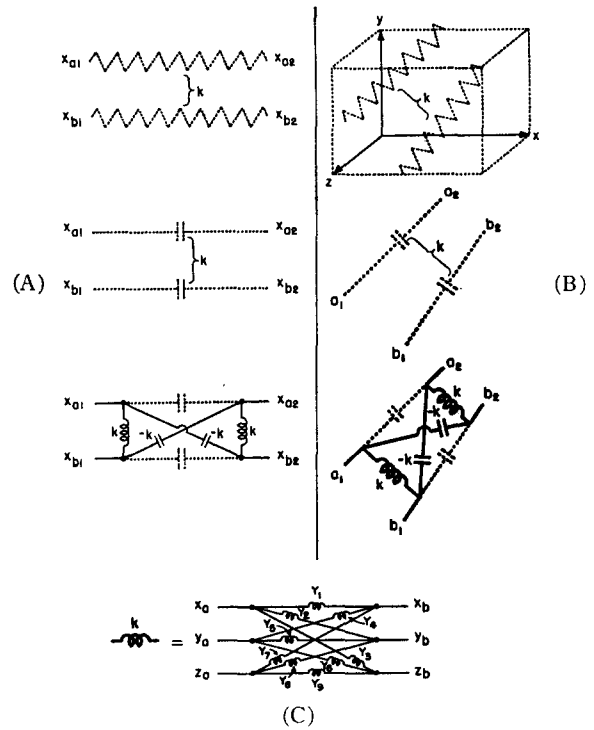 y
xa1 xa2
k
xb1 xb2
k
x
z
xa1 xa2
k
xb1 xb2
(A)
a2
b2
k
a1
b1
(B)
xa1 xa2
k -k -k k
xb1 xb2
a2
k b2
-k
-k
a1 k
b1
k
=
xa Y1 xb
Y2 Y4
Y5
ya yb
Y7 Y3
za Y8 Y6 zb
Y9
(C)